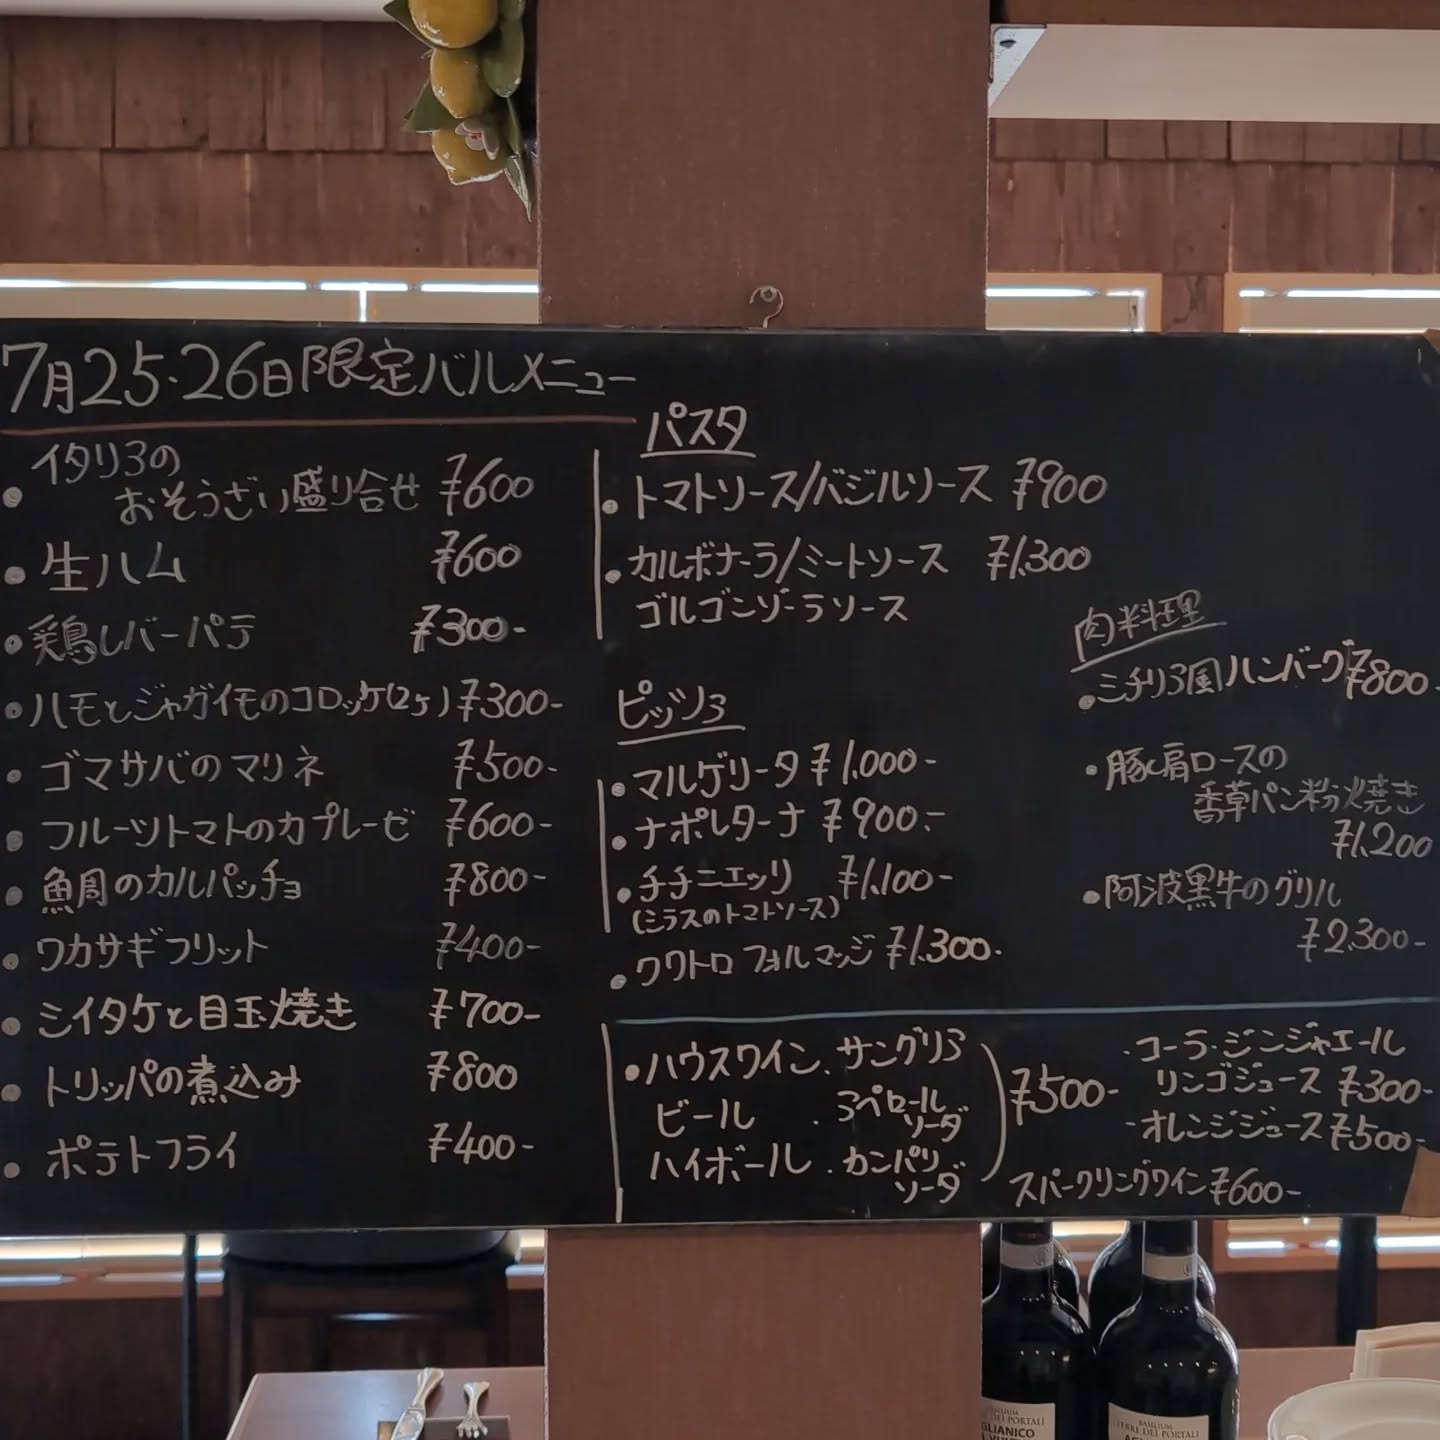 7月25・26日限定バルメニュー
・イタリアの
おそうざい盛り合せ ¥600
・生ハム ¥600
・鶏レバーパテ ¥300-
・ハモとジャガイモのコロッケ(2ヶ) ¥300-
・ゴマサバのマリネ ¥500-
・フルーツトマトのカプレーゼ ¥600-
・魚周のカルパッチョ ¥800-
・ワカサギフリット ¥400-
・シイタケと目玉焼き ¥700-
・トリッパの煮込み ¥800
・ポテトフライ ¥400-
パスタ
・トマトソース/バジルソース ¥900
・カルボナーラ/ミートソース ¥1,300
ゴルゴンゾーラソース
ピッツァ
・マルゲリータ ¥1,000-
・ナポレターナ ¥900-
・チチニエッリ ¥1,100-
(シラスのトマトソース)
・クワトロ フォルマッジ ¥1,300-
肉料理
・ミラノ風ハンバーグ ¥800-
・豚肩ロースの
香草パン粉焼き
¥1,200
・阿波黒牛のグリル
¥2,300-
・ハウスワイン.サングリア
ビール .アペロールソーダ
ハイボール .カンパリソーダ
¥500-
・コーラ・ジンジャエール
リンゴジュース ¥300-
・オレンジジュース ¥500-
スパークリングワイン ¥600-
BASILIUM
TERRE DEI PORTALI
GLIANICO
BASILIUM
TERRE DEI PORTALI